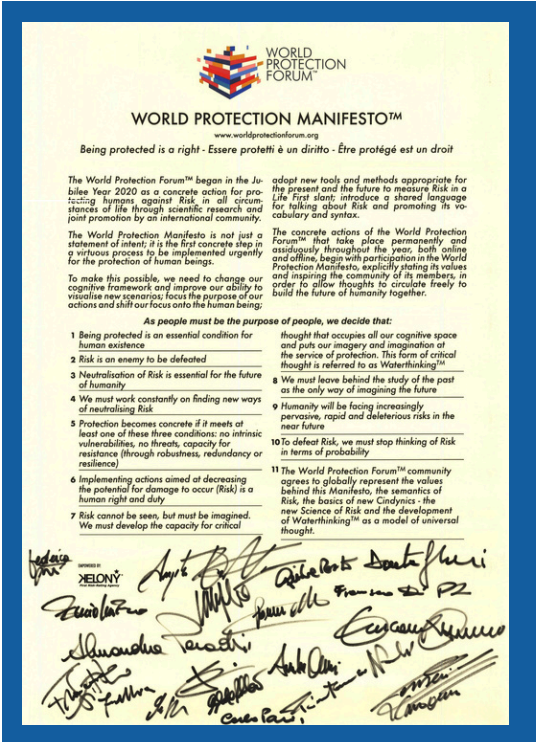 WORLD
PROTECTION
FORUM™
WORLD PROTECTION MANIFESTO™
www.worldprotectionforum.org
Being protected is a right - Essere protetti è un diritto - Être protégé est un droit
The World Protection Forum™ began in the Ju-
bilee Year 2020 as a concrete action for pro-
tecting humans against Risk in all circum-
stances of life through scientific research and
joint promotion by an international community.
The World Protection Manifesto is not just a
statement of intent; it is the first concrete step in
a virtuous process to be implemented urgently
for the protection of human beings.
To make this possible, we need to change our
cognitive framework and improve our ability to
visualise new scenarios; focus the purpose of our
actions and shift our focus onto the human being;
adopt new tools and methods appropriate for
the present and the future to measure Risk in a
Life First slant; introduce a shared language
for talking about Risk and promoting its vo-
cabulary and syntax.
The concrete actions of the World Protection
Forum™ that take place permanently and
assiduously throughout the year, both online
and offline, begin with participation in the World
Protection Manifesto, explicitly stating its values
and inspiring the community of its members, in
order to allow thoughts to circulate freely to
build the future of humanity together.
As people must be the purpose of people, we decide that:
1 Being protected is an essential condition for
human existence
2 Risk is an enemy to be defeated
3 Neutralisation of Risk is essential for the future
of humanity
4 We must work constantly on finding new ways
of neutralising Risk
5 Protection becomes concrete if it meets at
least one of these three conditions: no intrinsic
vulnerabilities, no threats, capacity for
resistance (through robustness, redundancy or
resilience)
6 Implementing actions aimed at decreasing
the potential for damage to occur (Risk) is a
human right and duty
7 Risk cannot be seen, but must be imagined.
We must develop the capacity for critical
thought that occupies all our cognitive space
and puts our imagery and imagination at
the service of protection. This form of critical
thought is referred to as Waterthinking™
8 We must leave behind the study of the past
as the only way of imagining the future
9 Humanity will be facing increasingly
pervasive, rapid and deleterious risks in the
near future
10 To defeat Risk, we must stop thinking of Risk
in terms of probability
11 The World Protection Forum™ community
agrees to globally represent the values
behind this Manifesto, the semantics of
Risk, the basics of new Cindynics - the
new Science of Risk and the development
of Waterthinking™ as a model of universal
thought.
EMPOWERED BY
KELONY